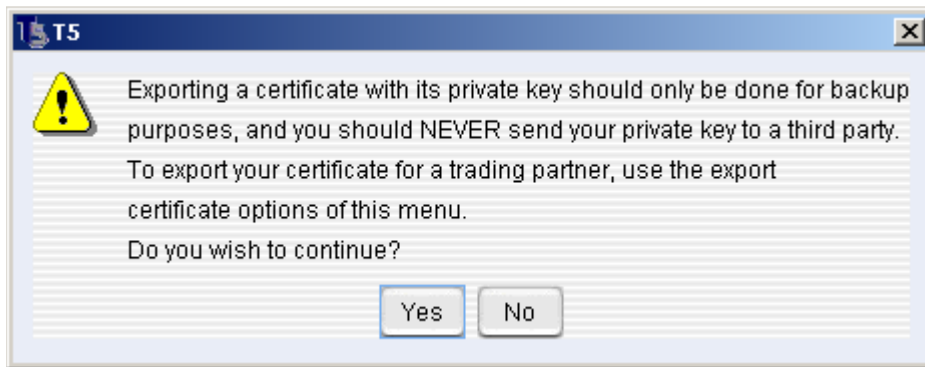 T5
Exporting a certificate with its private key should only be done for backup
purposes, and you should NEVER send your private key to a third party.
To export your certificate for a trading partner, use the export
certificate options of this menu.
Do you wish to continue?
Yes No